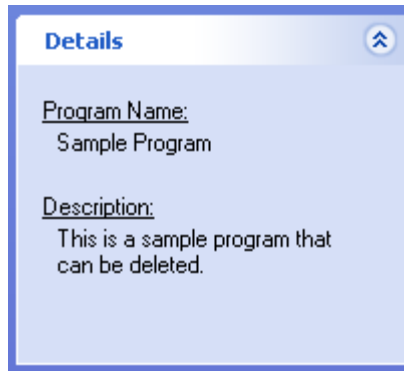 Details
Program Name:
Sample Program
Description:
This is a sample program that
can be deleted.